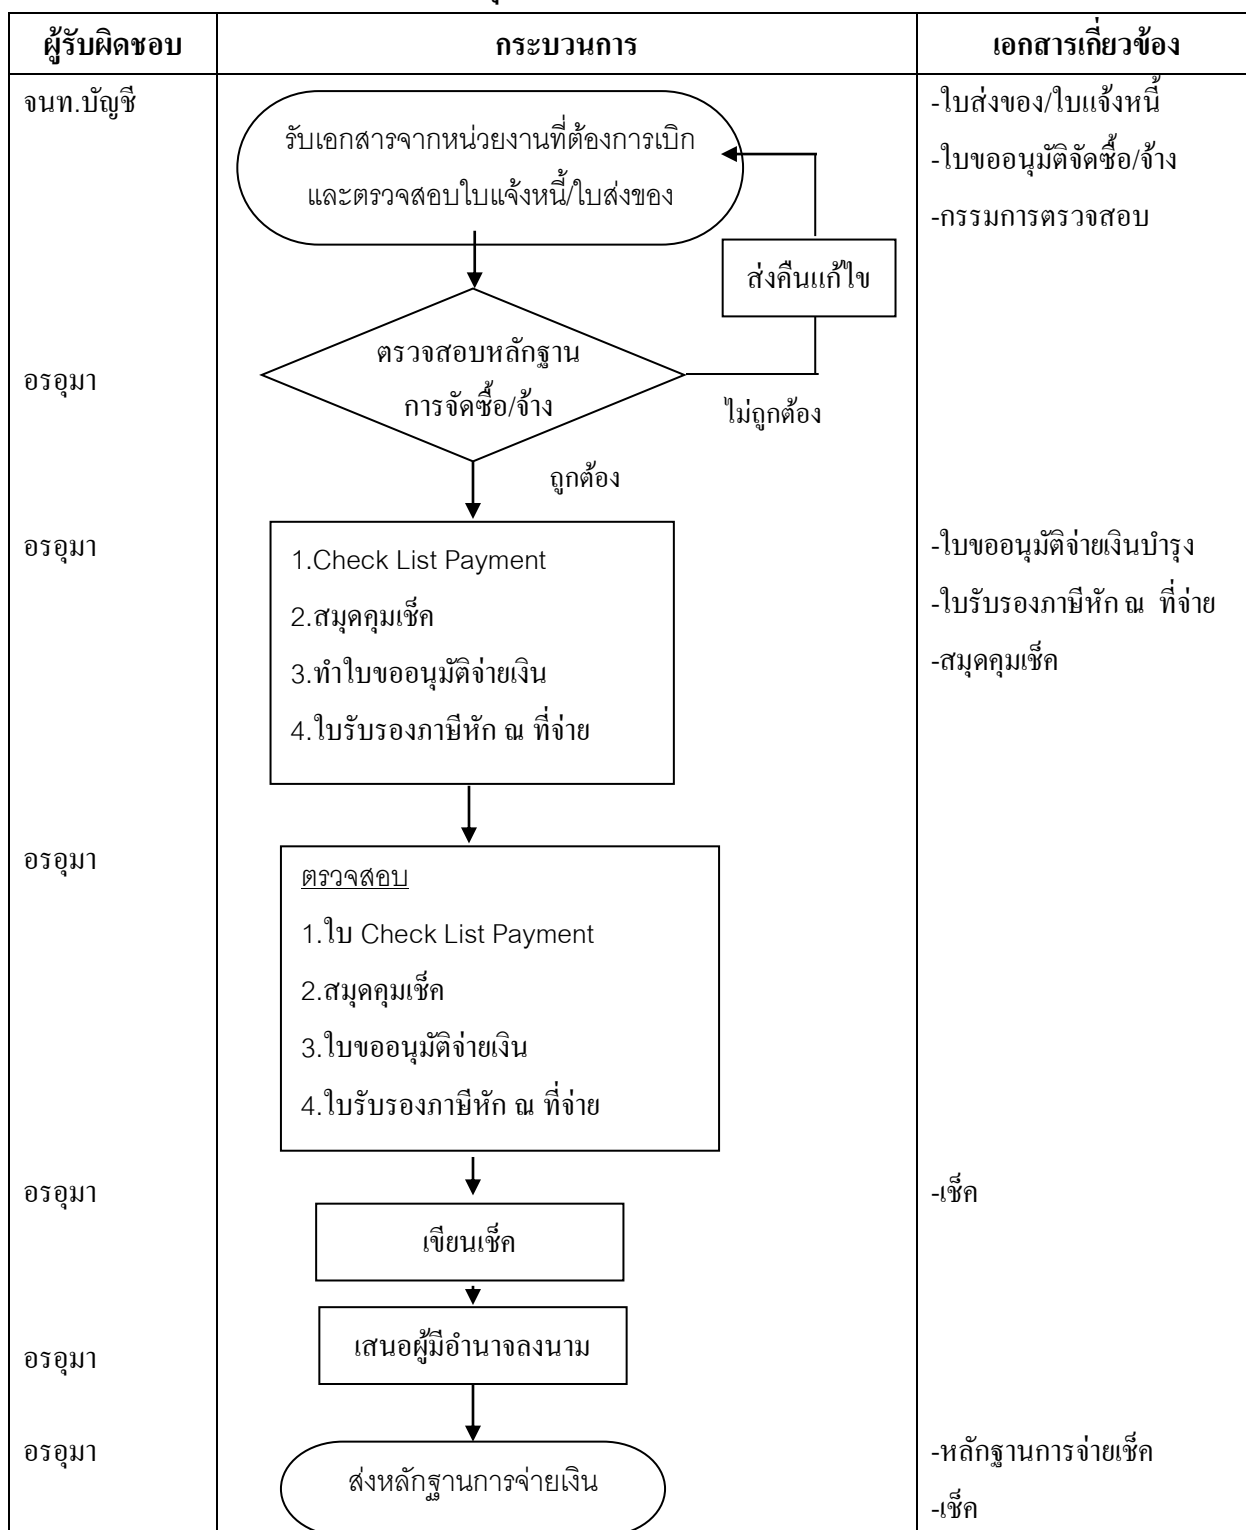 ผู้รับผิดชอบ
กระบวนการ
เอกสารเกี่ยวข้อง
จนท.บัญชี
รับเอกสารจากหน่วยงานที่ต้องการเบิก
และตรวจสอบใบแจ้งหนี้/ใบส่งของ
-ใบส่งของ/ใบแจ้งหนี้
-ใบขออนุมัติจัดซื้อ/จ้าง
-กรรมการตรวจสอบ
ส่งคืนแก้ไข
อรอุมา
ตรวจสอบหลักฐาน
การจัดซื้อ/จ้าง
ไม่ถูกต้อง
ถูกต้อง
อรอุมา
1.Check List Payment
2.สมุดคุมเช็ค
3.ทำใบขออนุมัติจ่ายเงิน
4.ใบรับรองภาษีหัก ณ ที่จ่าย
-ใบขออนุมัติจ่ายเงินบำรุง
-ใบรับรองภาษีหัก ณ ที่จ่าย
-สมุดคุมเช็ค
อรอุมา
ตรวจสอบ
1.ใบ Check List Payment
2.สมุดคุมเช็ค
3.ใบขออนุมัติจ่ายเงิน
4.ใบรับรองภาษีหัก ณ ที่จ่าย
อรอุมา
เขียนเช็ค
-เช็ค
อรอุมา
เสนอผู้มีอำนาจลงนาม
อรอุมา
ส่งหลักฐานการจ่ายเงิน
-หลักฐานการจ่ายเช็ค
-เช็ค